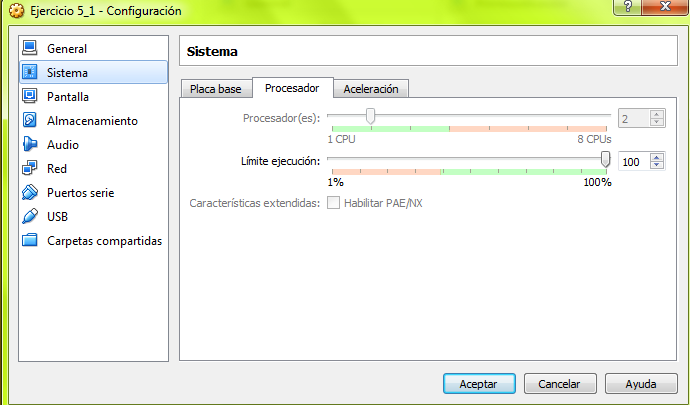 Ejercicio 5_1 - Configuración
General
Sistema
Pantalla
Almacenamiento
Audio
Red
Puertos serie
USB
Carpetas compartidas
Sistema
Placa base Procesador Aceleración
Procesador(es): 2
1 CPU 8 CPUs
Límite ejecución: 100
1% 100%
Características extendidas: Habilitar PAE/NX
Aceptar Cancelar Ayuda